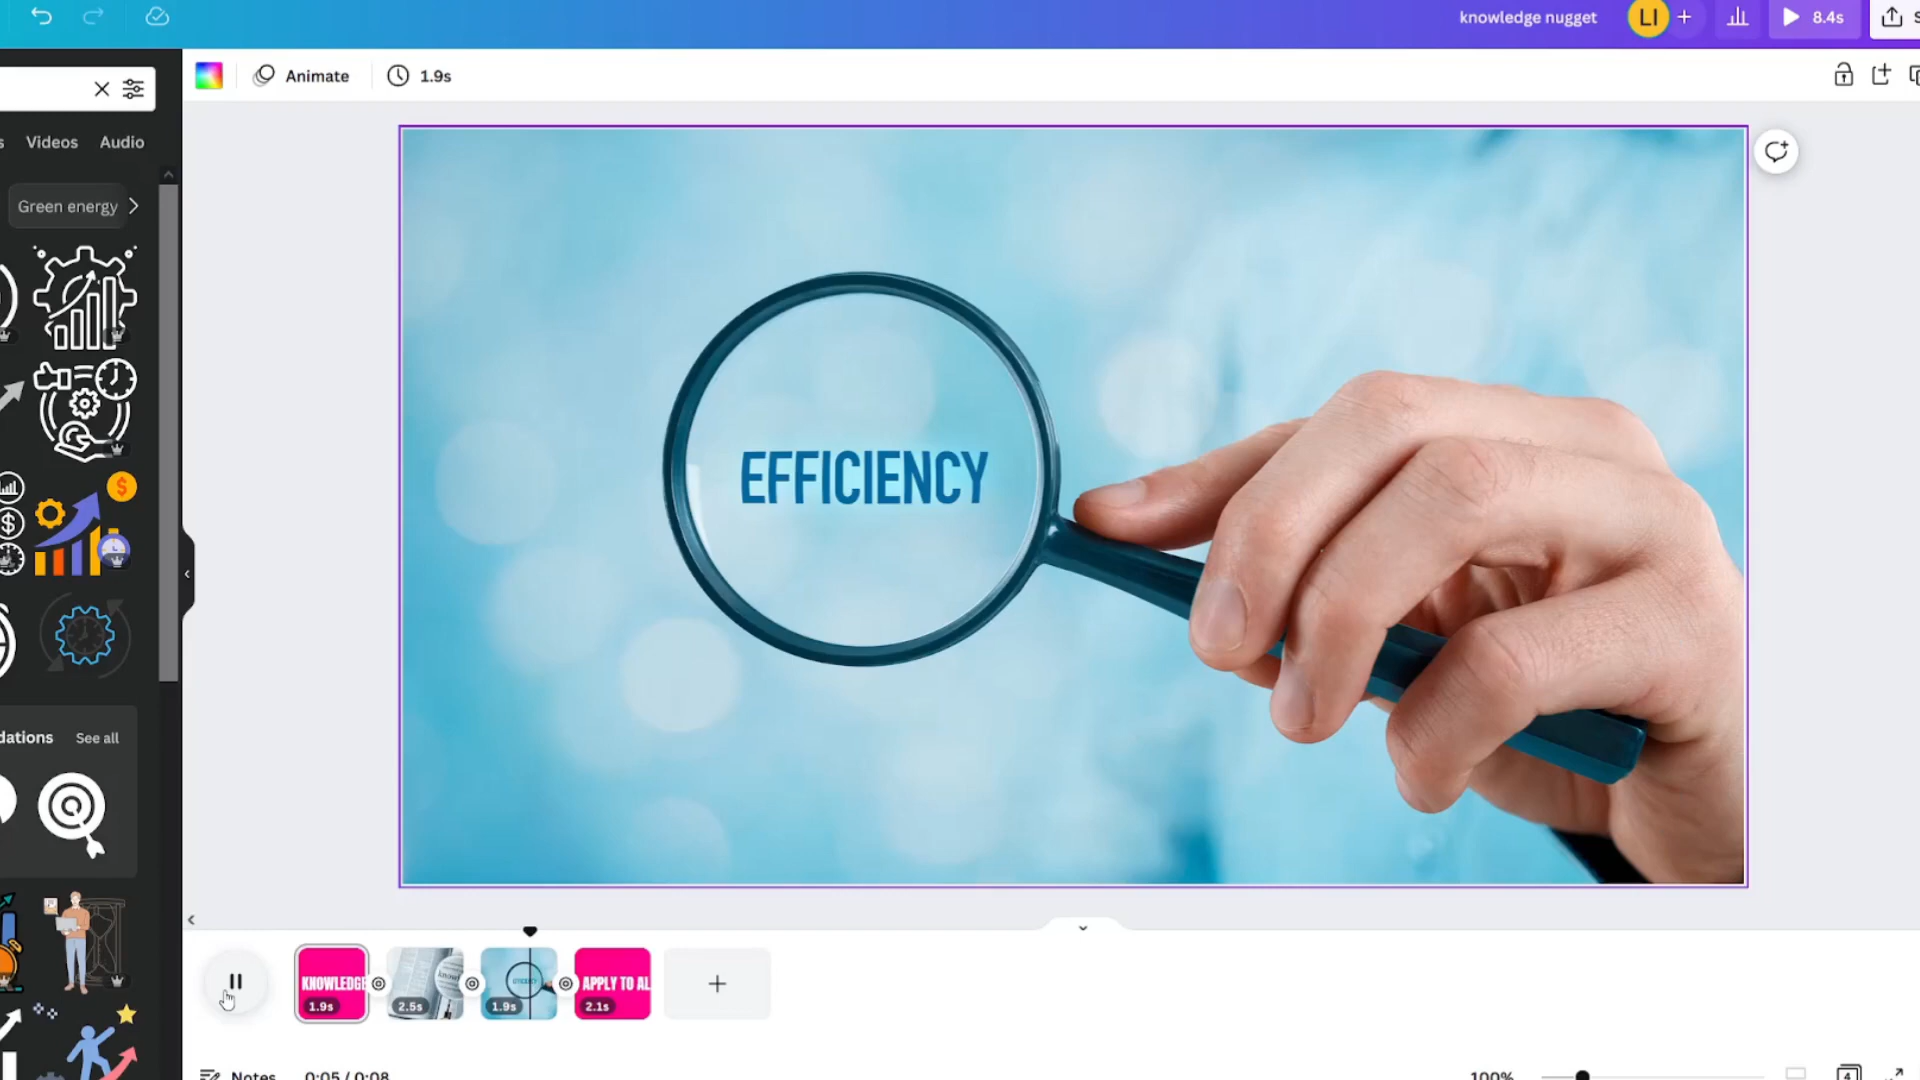 knowledge nugget
LI
8.4s
Animate
1.9s
Videos
Audio
Green energy
EFFICIENCY
dations
See all
KNOWLEDGE
1.9s
2.5s
1.9s
APPLY TO AL
2.1s
Notes
0:05 / 0:08
100%
4